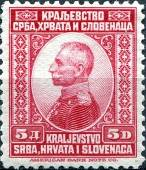 КРАЉЕВСТВО
СРБА, ХРВАТА И СЛОВЕНАЦА
5 Д KRALJEVSTVO 5 D
SRBA, HRVATA I SLOVENACA
AMERICAN BANK NOTE CO.